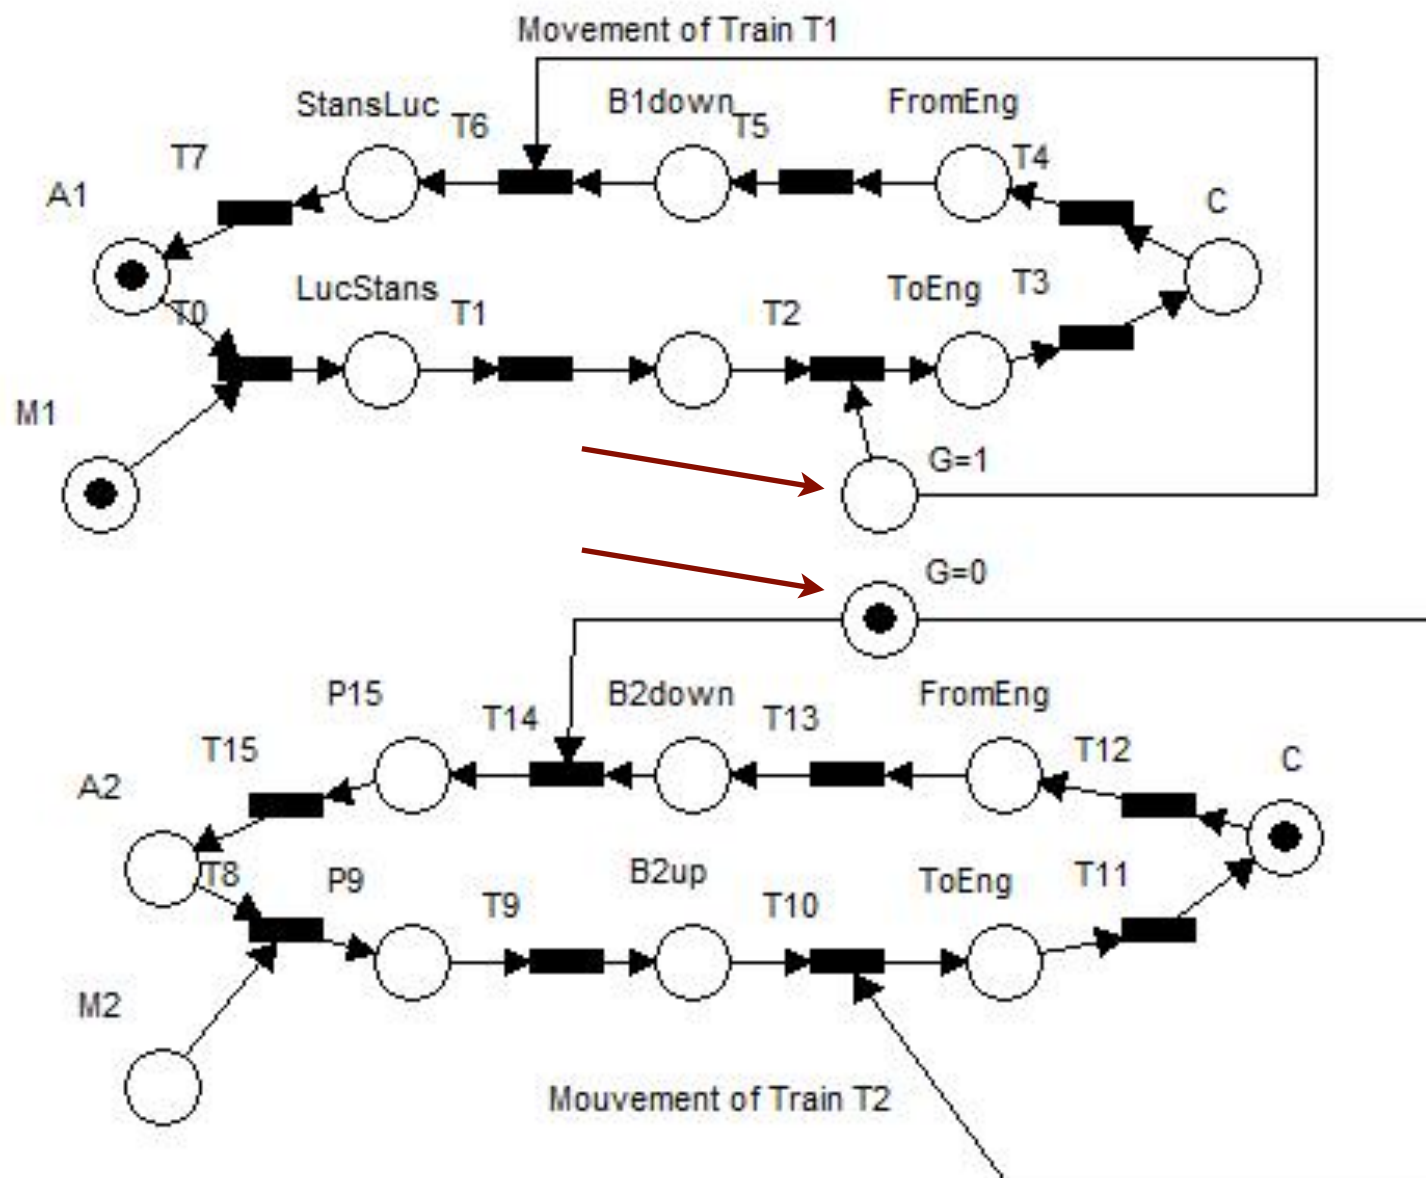 Movement of Train T1
StansLuc
T6
B1down
T5
FromEng
T7
T4
A1
C
T0
LucStans
T1
T2
ToEng
T3
M1
G=1
G=0
P15
T14
B2down
T13
FromEng
T15
T12
C
A2
T8
P9
T9
B2up
T10
ToEng
T11
M2
Mouvement of Train T2